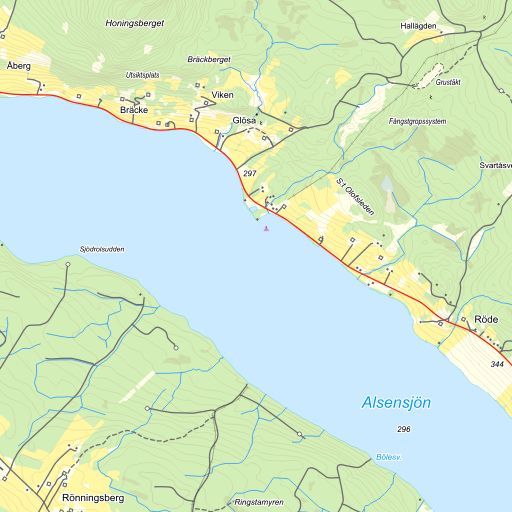 Honingsberget
Hallägden
Bräckberget
Åberg
Utsiktsplats
Grustäkt
Viken
Bräcke
Glösa
Fångstgropssystem
297
Svartåsve
S:t Olofsleden
Sjödrolsudden
Röde
344
Alsensjön
296
Bölesv.
Rönningsberg
Ringstamyren